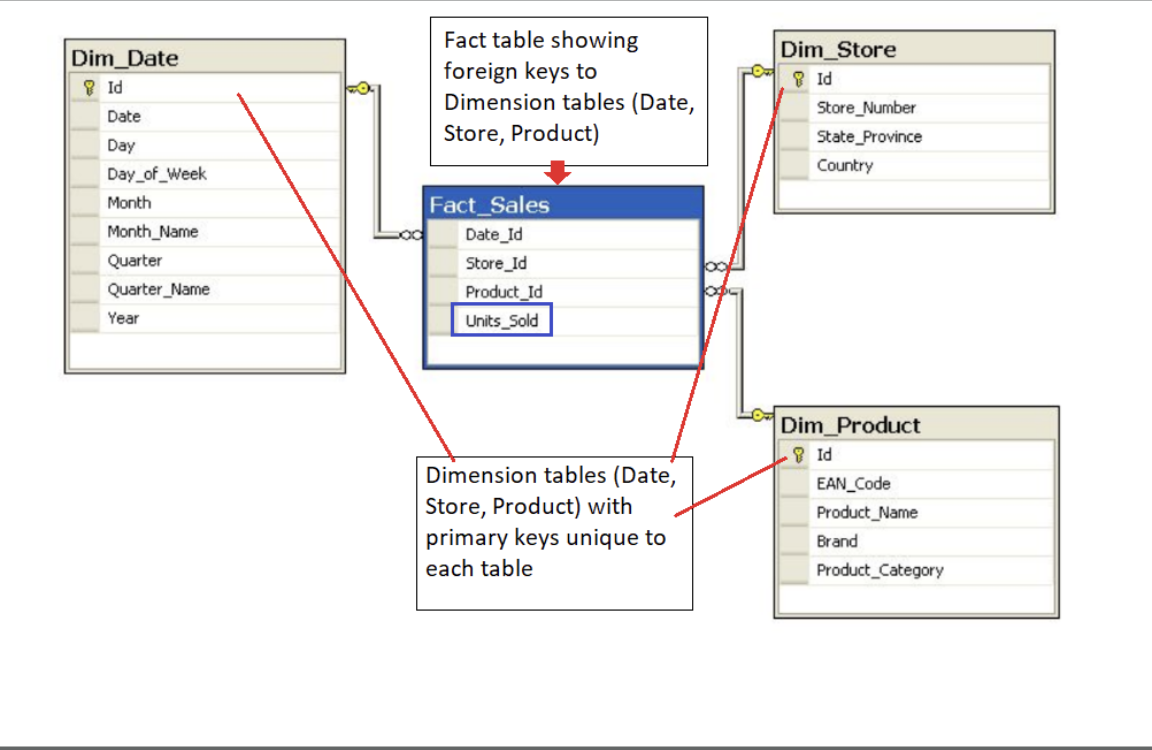 Dim_Date
Id
Date
Day
Day_of_Week
Month
Month_Name
Quarter
Quarter_Name
Year
Fact table showing
foreign keys to
Dimension tables (Date,
Store, Product)
Fact_Sales
Date_Id
Store_Id
Product_Id
Units_Sold
Dim_Store
Id
Store_Number
State_Province
Country
Dimension tables (Date,
Store, Product) with
primary keys unique to
each table
Dim_Product
Id
EAN_Code
Product_Name
Brand
Product_Category